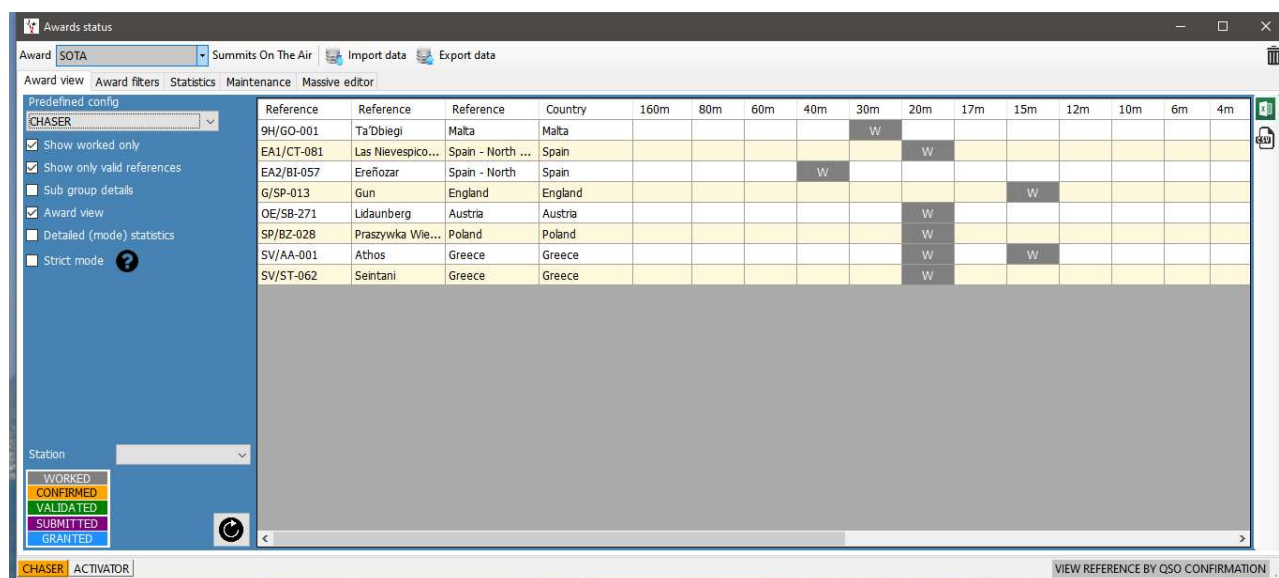 Awards status
Award SOTA Summits On The Air Import data Export data
Award view Award filters Statistics Maintenance Massive editor
Predefined config
CHASER
Show worked only
Show only valid references
Sub group details
Award view
Detailed (mode) statistics
Strict mode ?
Reference Reference Reference Country 160m 80m 60m 40m 30m 20m 17m 15m 12m 10m 6m 4m
9H/GO-001 Ta'Dbiegi Malta Malta W
EA1/CT-081 Las Nievespico... Spain - North ... Spain W
EA2/BI-057 Ereñozar Spain - North Spain W
G/SP-013 Gun England England W
OE/SB-271 Lidaunberg Austria Austria W
SP/BZ-028 Praszywka Wie... Poland Poland W
SV/AA-001 Athos Greece Greece W W
SV/ST-062 Seintani Greece Greece W
Station
WORKED
CONFIRMED
VALIDATED
SUBMITTED
GRANTED
CSV
CHASER ACTIVATOR VIEW REFERENCE BY QSO CONFIRMATION